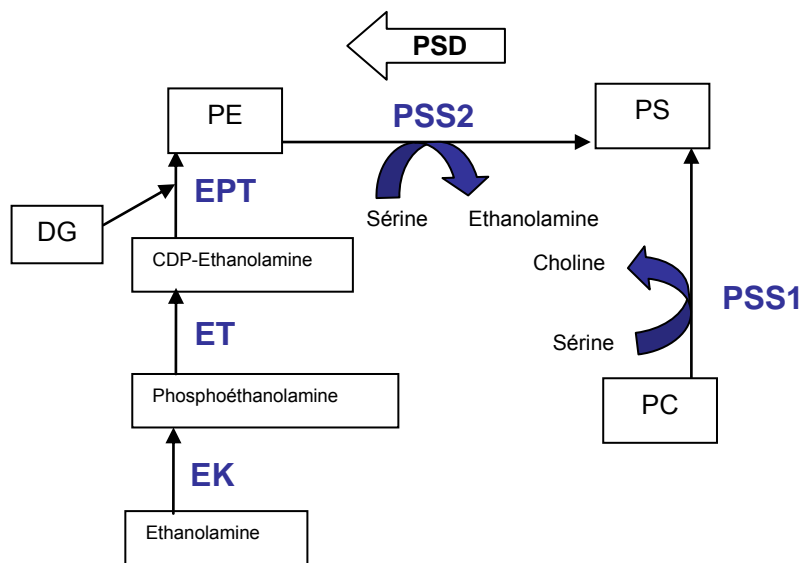 PSD
PE
PSS2
PS
EPT
Sérine
Ethanolamine
DG
CDP-Ethanolamine
Choline
PSS1
ET
Sérine
Phosphoéthanolamine
PC
EK
Ethanolamine